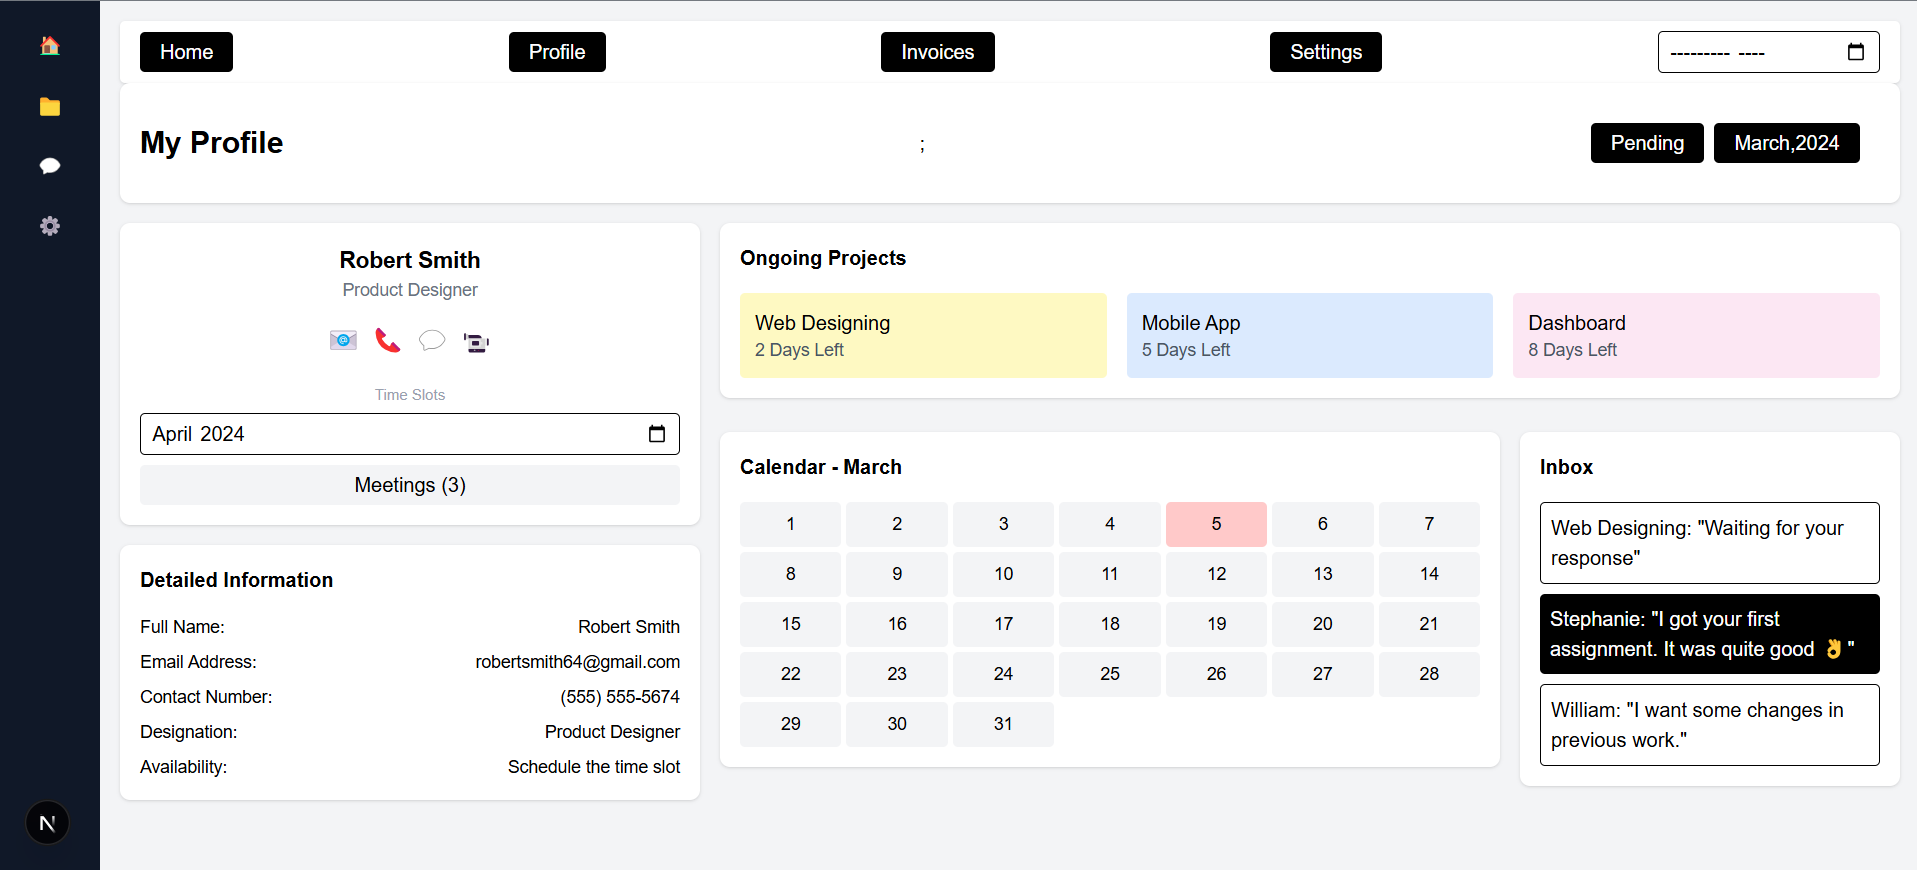 Home Profile Invoices Settings --------- ----
My Profile ; Pending March,2024
Robert Smith
Product Designer
Time Slots
April 2024
Meetings (3)
Detailed Information
Full Name: Robert Smith
Email Address: robertsmith64@gmail.com
Contact Number: (555) 555-5674
Designation: Product Designer
Availability: Schedule the time slot
N
Ongoing Projects
Web Designing
2 Days Left
Mobile App
5 Days Left
Dashboard
8 Days Left
Calendar - March
1 2 3 4 5 6 7
8 9 10 11 12 13 14
15 16 17 18 19 20 21
22 23 24 25 26 27 28
29 30 31
Inbox
Web Designing: "Waiting for your
response"
Stephanie: "I got your first
assignment. It was quite good 👌"
William: "I want some changes in
previous work."